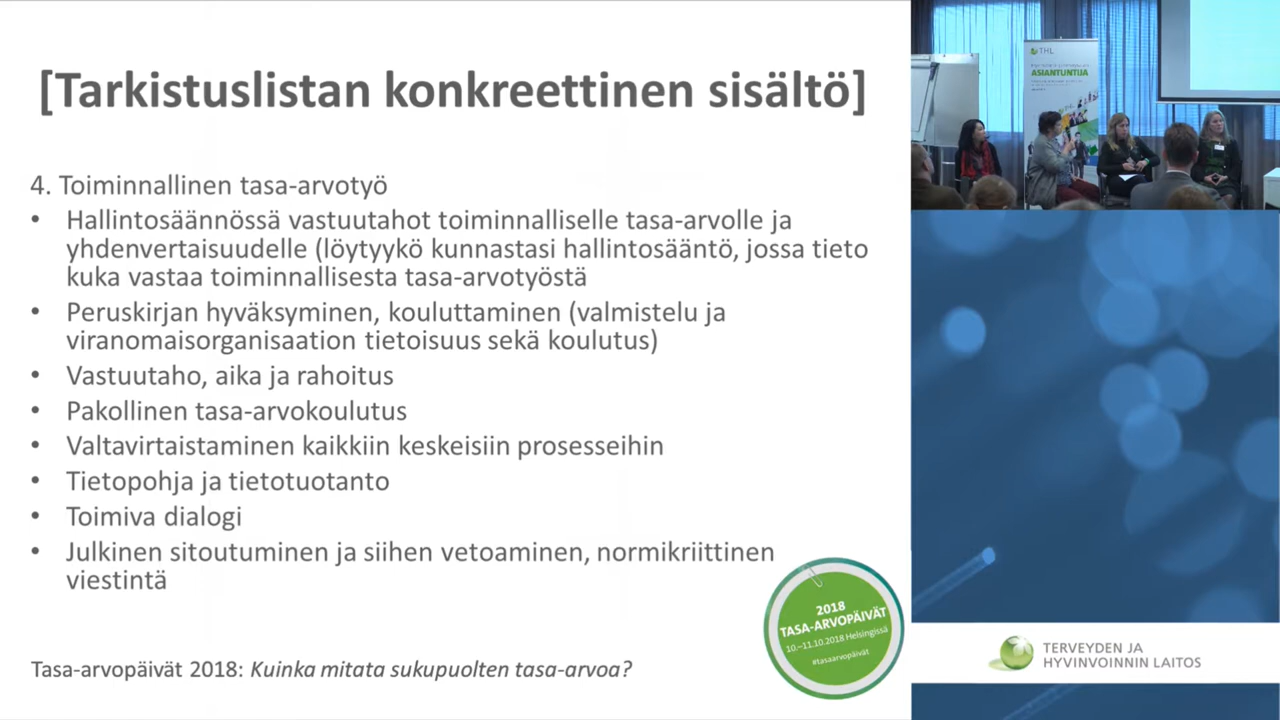 [Tarkistuslistan konkreettinen sisältö]
4. Toiminnallinen tasa-arvotyö
• Hallintosäännössä vastuutahot toiminnalliselle tasa-arvolle ja
yhdenvertaisuudelle (löytyykö kunnastasi hallintosääntö, jossa tieto
kuka vastaa toiminnallisesta tasa-arvotyöstä
• Peruskirjan hyväksyminen, kouluttaminen (valmistelu ja
viranomaisorganisaation tietoisuus sekä koulutus)
• Vastuutaho, aika ja rahoitus
• Pakollinen tasa-arvokoulutus
• Valtavirtaistaminen kaikkiin keskeisiin prosesseihin
• Tietopohja ja tietotuotanto
• Toimiva dialogi
• Julkinen sitoutuminen ja siihen vetoaminen, normikriittinen
viestintä
Tasa-arvopäivät 2018: Kuinka mitata sukupuolten tasa-arvoa?
2018
TASA-ARVOPÄIVÄT
10.–11.10.2018 Helsingissä
#tasaarvopäivät
THL
ASIANTUNTIJA
TERVEYDEN JA
HYVINVOINNIN LAITOS